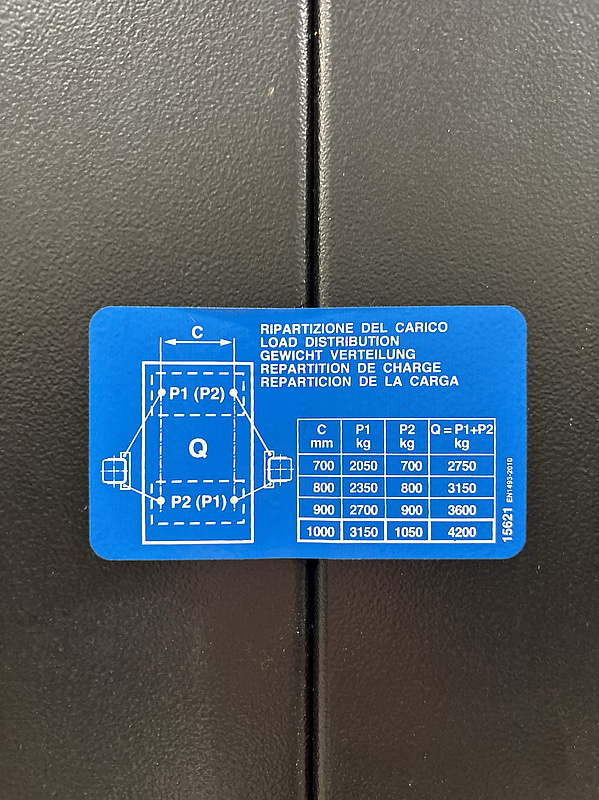 RIPARTIZIONE DEL CARICO
LOAD DISTRIBUTION
GEWICHT VERTEILUNG
REPARTITION DE CHARGE
REPARTICION DE LA CARGA
C
P1 (P2)
Q
P2 (P1)
C mm P1 kg P2 kg Q = P1+P2 kg
700 2050 700 2750
800 2350 800 3150
900 2700 900 3600
1000 3150 1050 4200
15621 EN1493-2010